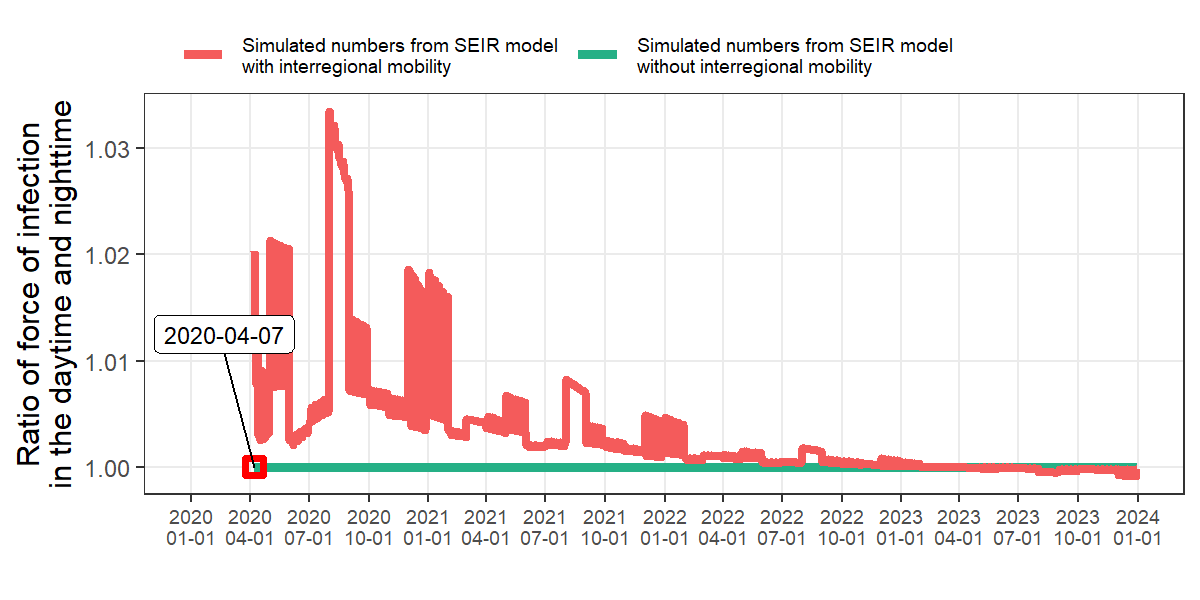 Simulated numbers from SEIR model
with interregional mobility
Simulated numbers from SEIR model
without interregional mobility
Ratio of force of infection
in the daytime and nighttime
1.03
1.02
1.01
1.00
2020-04-07
2020 2020 2020 2020 2021 2021 2021 2021 2022 2022 2022 2022 2023 2023 2023 2023 2024
01-01 04-01 07-01 10-01 01-01 04-01 07-01 10-01 01-01 04-01 07-01 10-01 01-01 04-01 07-01 10-01 01-01